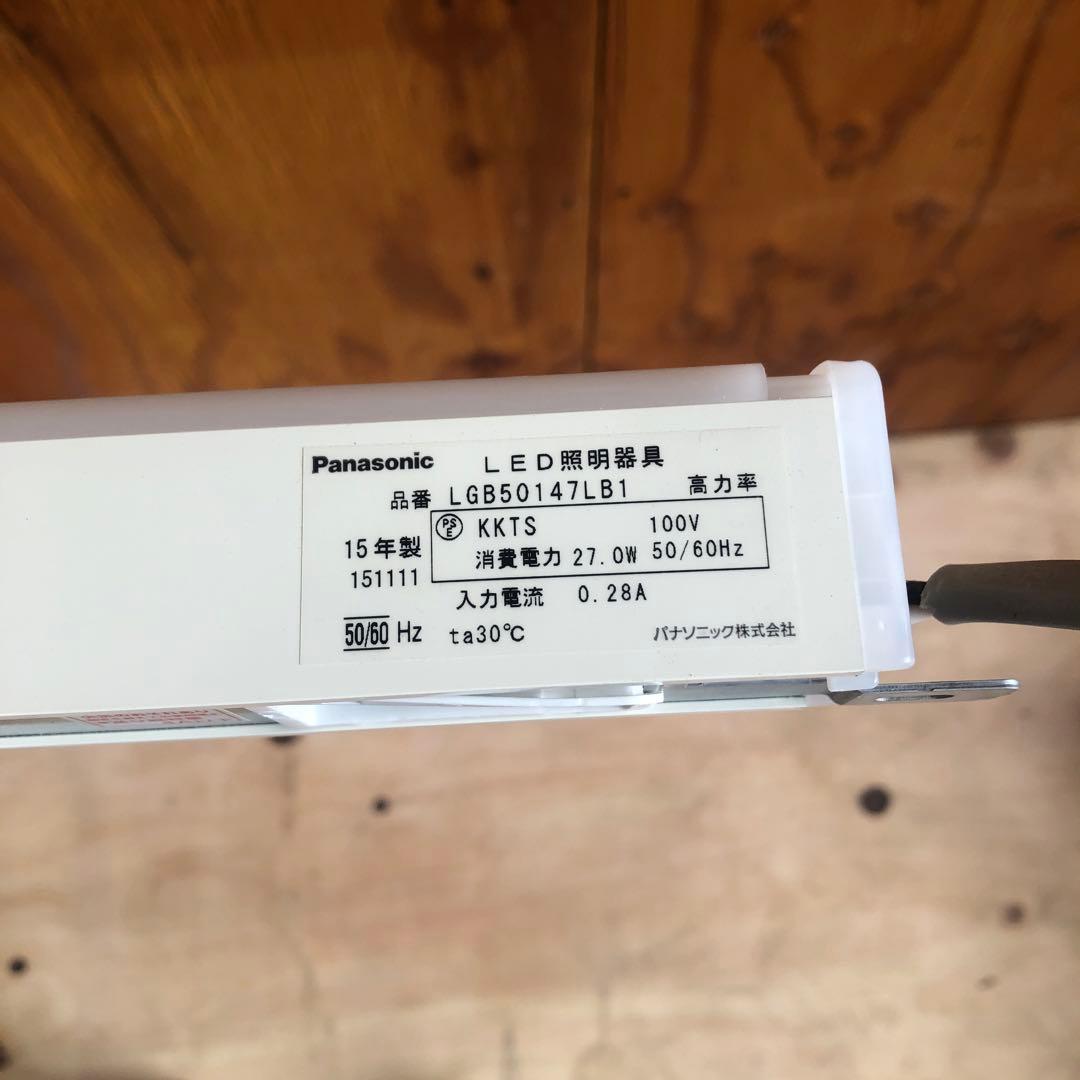 Panasonic LED照明器具
品番 LGB50147LB1 高力率
PSE KKTS 100V
15年製 消費電力 27.0W 50/60Hz
151111
入力電流 0.28A
50/60 Hz ta30℃ パナソニック株式会社